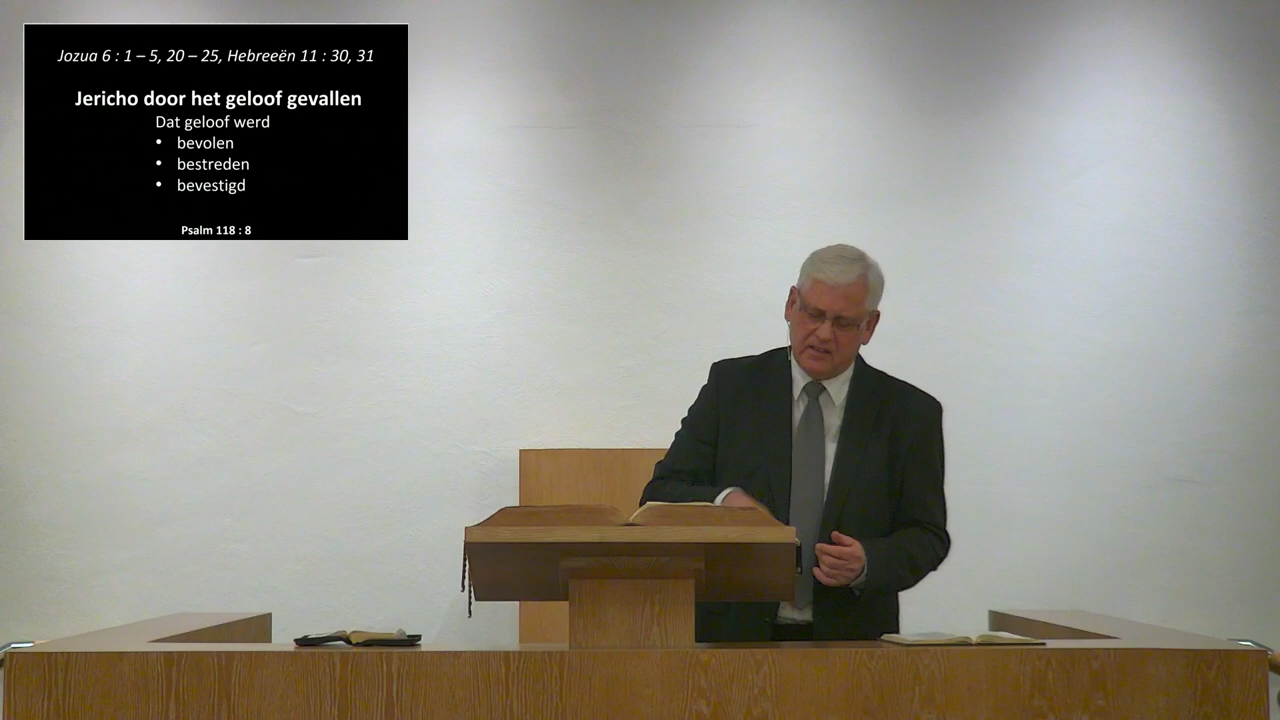 Jozua 6 : 1 – 5, 20 – 25, Hebreeën 11 : 30, 31
Jericho door het geloof gevallen
Dat geloof werd
• bevolen
• bestreden
• bevestigd
Psalm 118 : 8